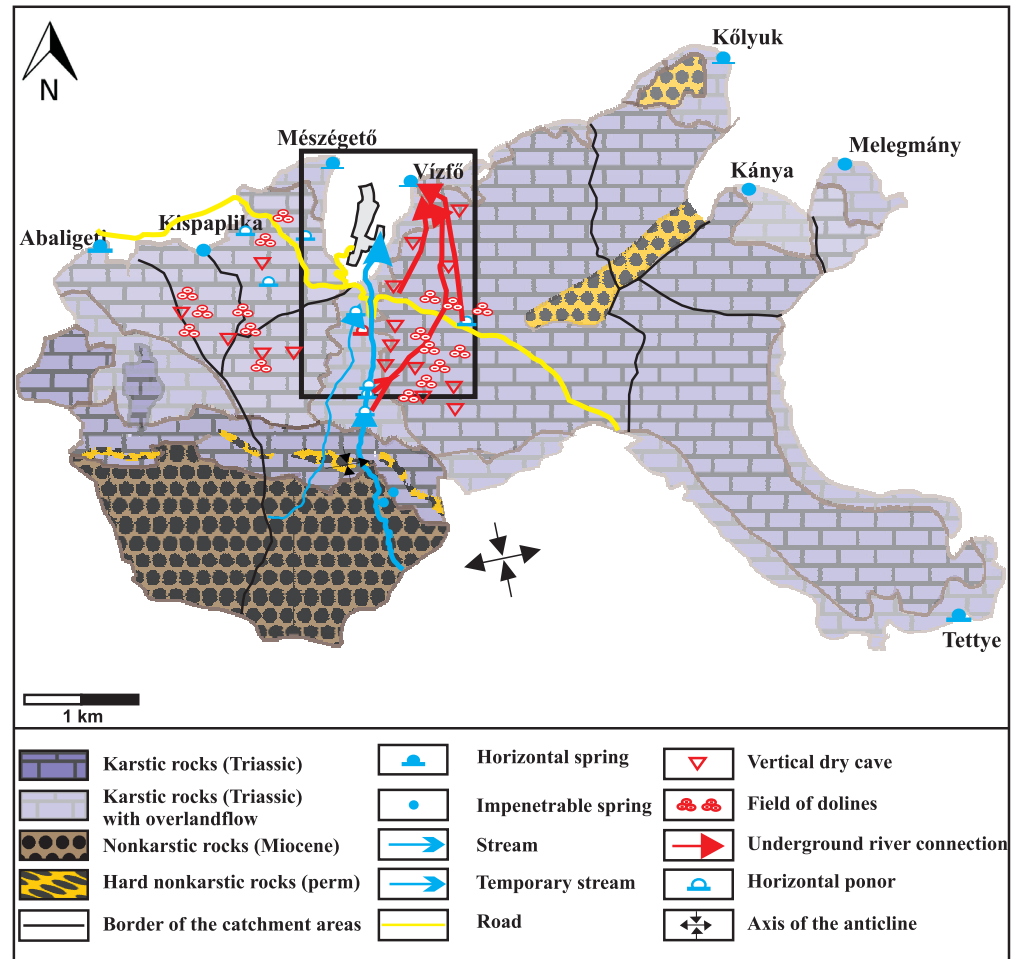 Kőlyuk
N
Mészégető
Melegmány
Vízfő
Kánya
Kispaplika
Abaligeti
Tettye
1 km
Karstic rocks (Triassic)
Karstic rocks (Triassic)
with overlandflow
Nonkarstic rocks (Miocene)
Hard nonkarstic rocks (perm)
Border of the catchment areas
Horizontal spring
Impenetrable spring
Stream
Temporary stream
Road
Vertical dry cave
Field of dolines
Underground river connection
Horizontal ponor
Axis of the anticline